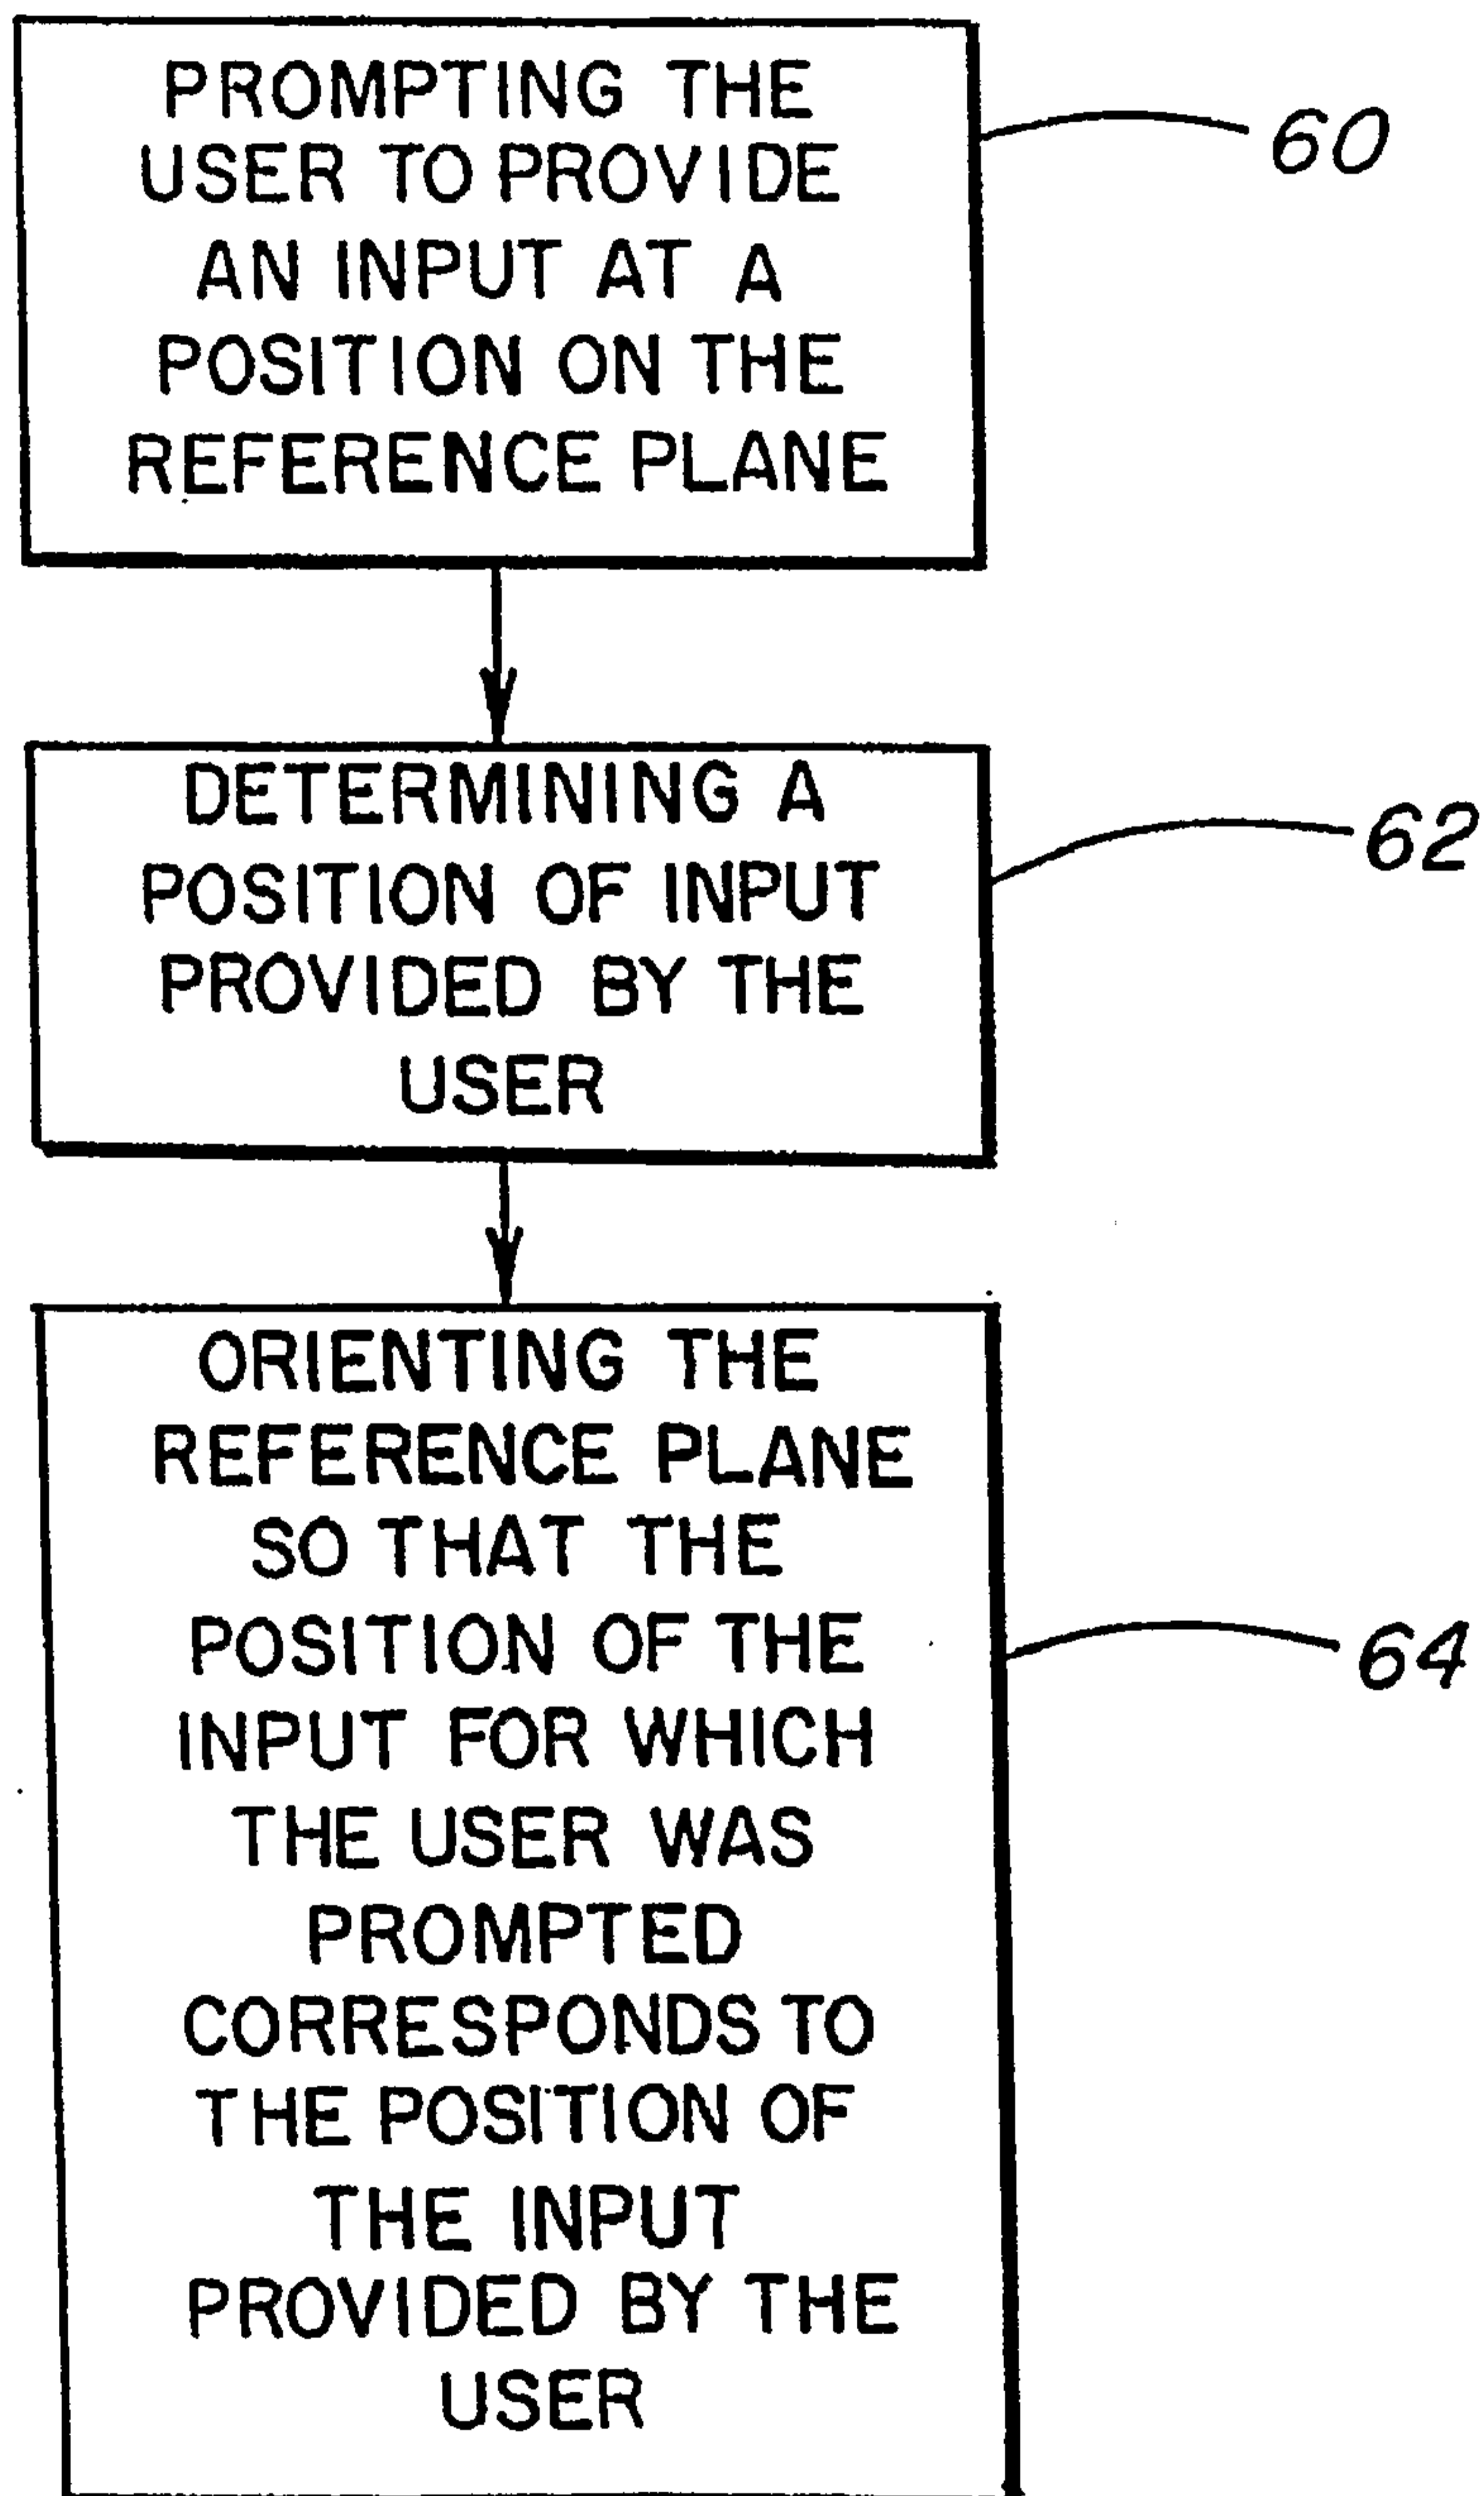 PROMPTING THE
USER TO PROVIDE
AN INPUT AT A
POSITION ON THE
REFERENCE PLANE
60
DETERMINING A
POSITION OF INPUT
PROVIDED BY THE
USER
62
ORIENTING THE
REFERENCE PLANE
SO THAT THE
POSITION OF THE
INPUT FOR WHICH
THE USER WAS
PROMPTED
CORRESPONDS TO
THE POSITION OF
THE INPUT
PROVIDED BY THE
USER
64